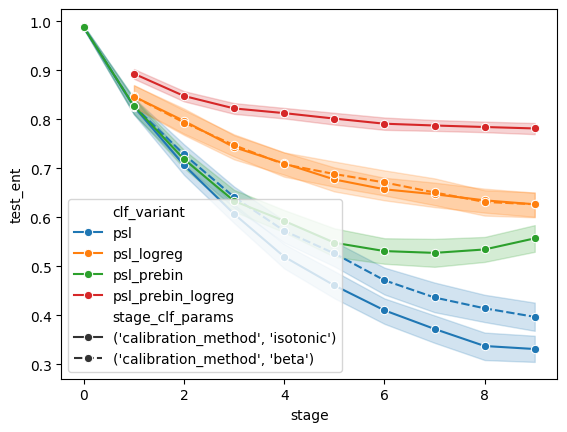 1.0
0.9
0.8
0.7
0.6
0.5
0.4
0.3
test_ent
clf_variant
psl
psl_logreg
psl_prebin
psl_prebin_logreg
stage_clf_params
('calibration_method', 'isotonic')
('calibration_method', 'beta')
0 2 4 6 8
stage